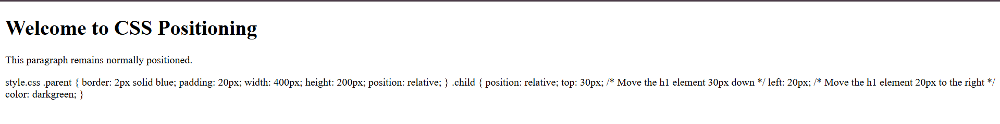 Welcome to CSS Positioning
This paragraph remains normally positioned.
style.css .parent { border: 2px solid blue; padding: 20px; width: 400px; height: 200px; position: relative; } .child { position: relative; top: 30px; /* Move the h1 element 30px down */ left: 20px; /* Move the h1 element 20px to the right */
color: darkgreen; }